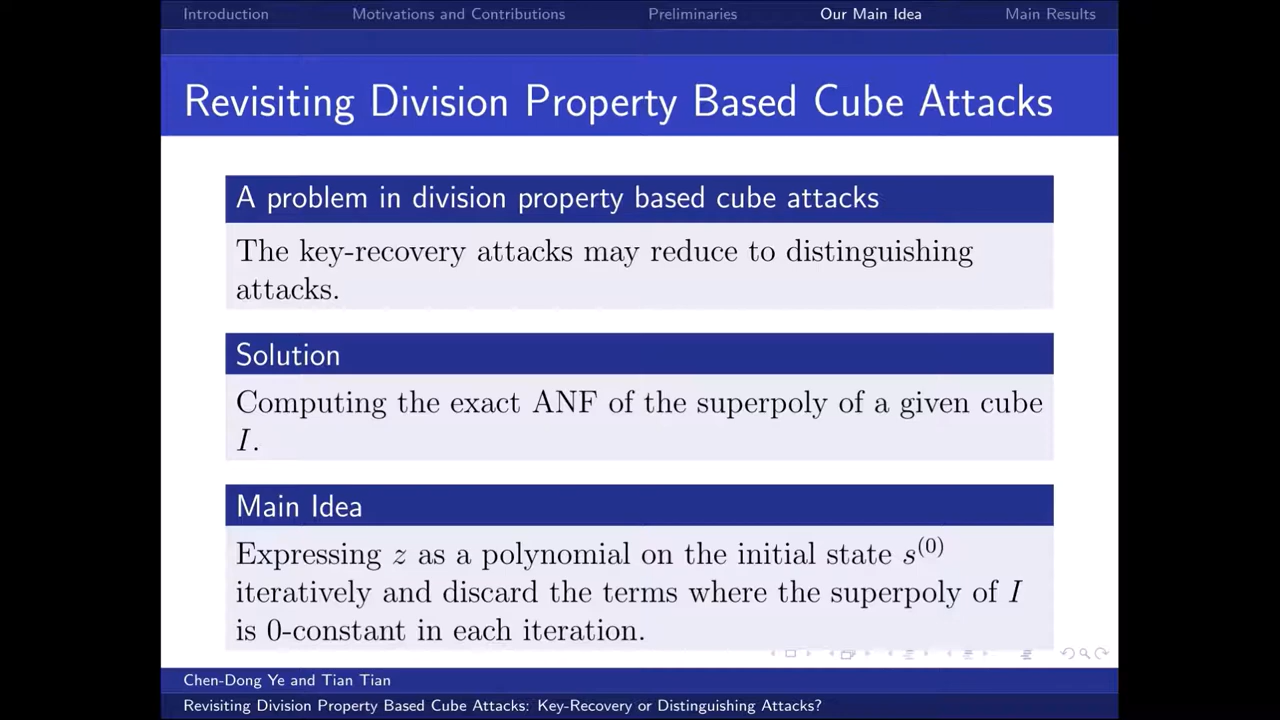 Introduction Motivations and Contributions Preliminaries Our Main Idea Main Results
Revisiting Division Property Based Cube Attacks
A problem in division property based cube attacks
The key-recovery attacks may reduce to distinguishing
attacks.
Solution
Computing the exact ANF of the superpoly of a given cube
I.
Main Idea
Expressing z as a polynomial on the initial state s⁽⁰⁾
iteratively and discard the terms where the superpoly of I
is 0-constant in each iteration.
Chen-Dong Ye and Tian Tian
Revisiting Division Property Based Cube Attacks: Key-Recovery or Distinguishing Attacks?